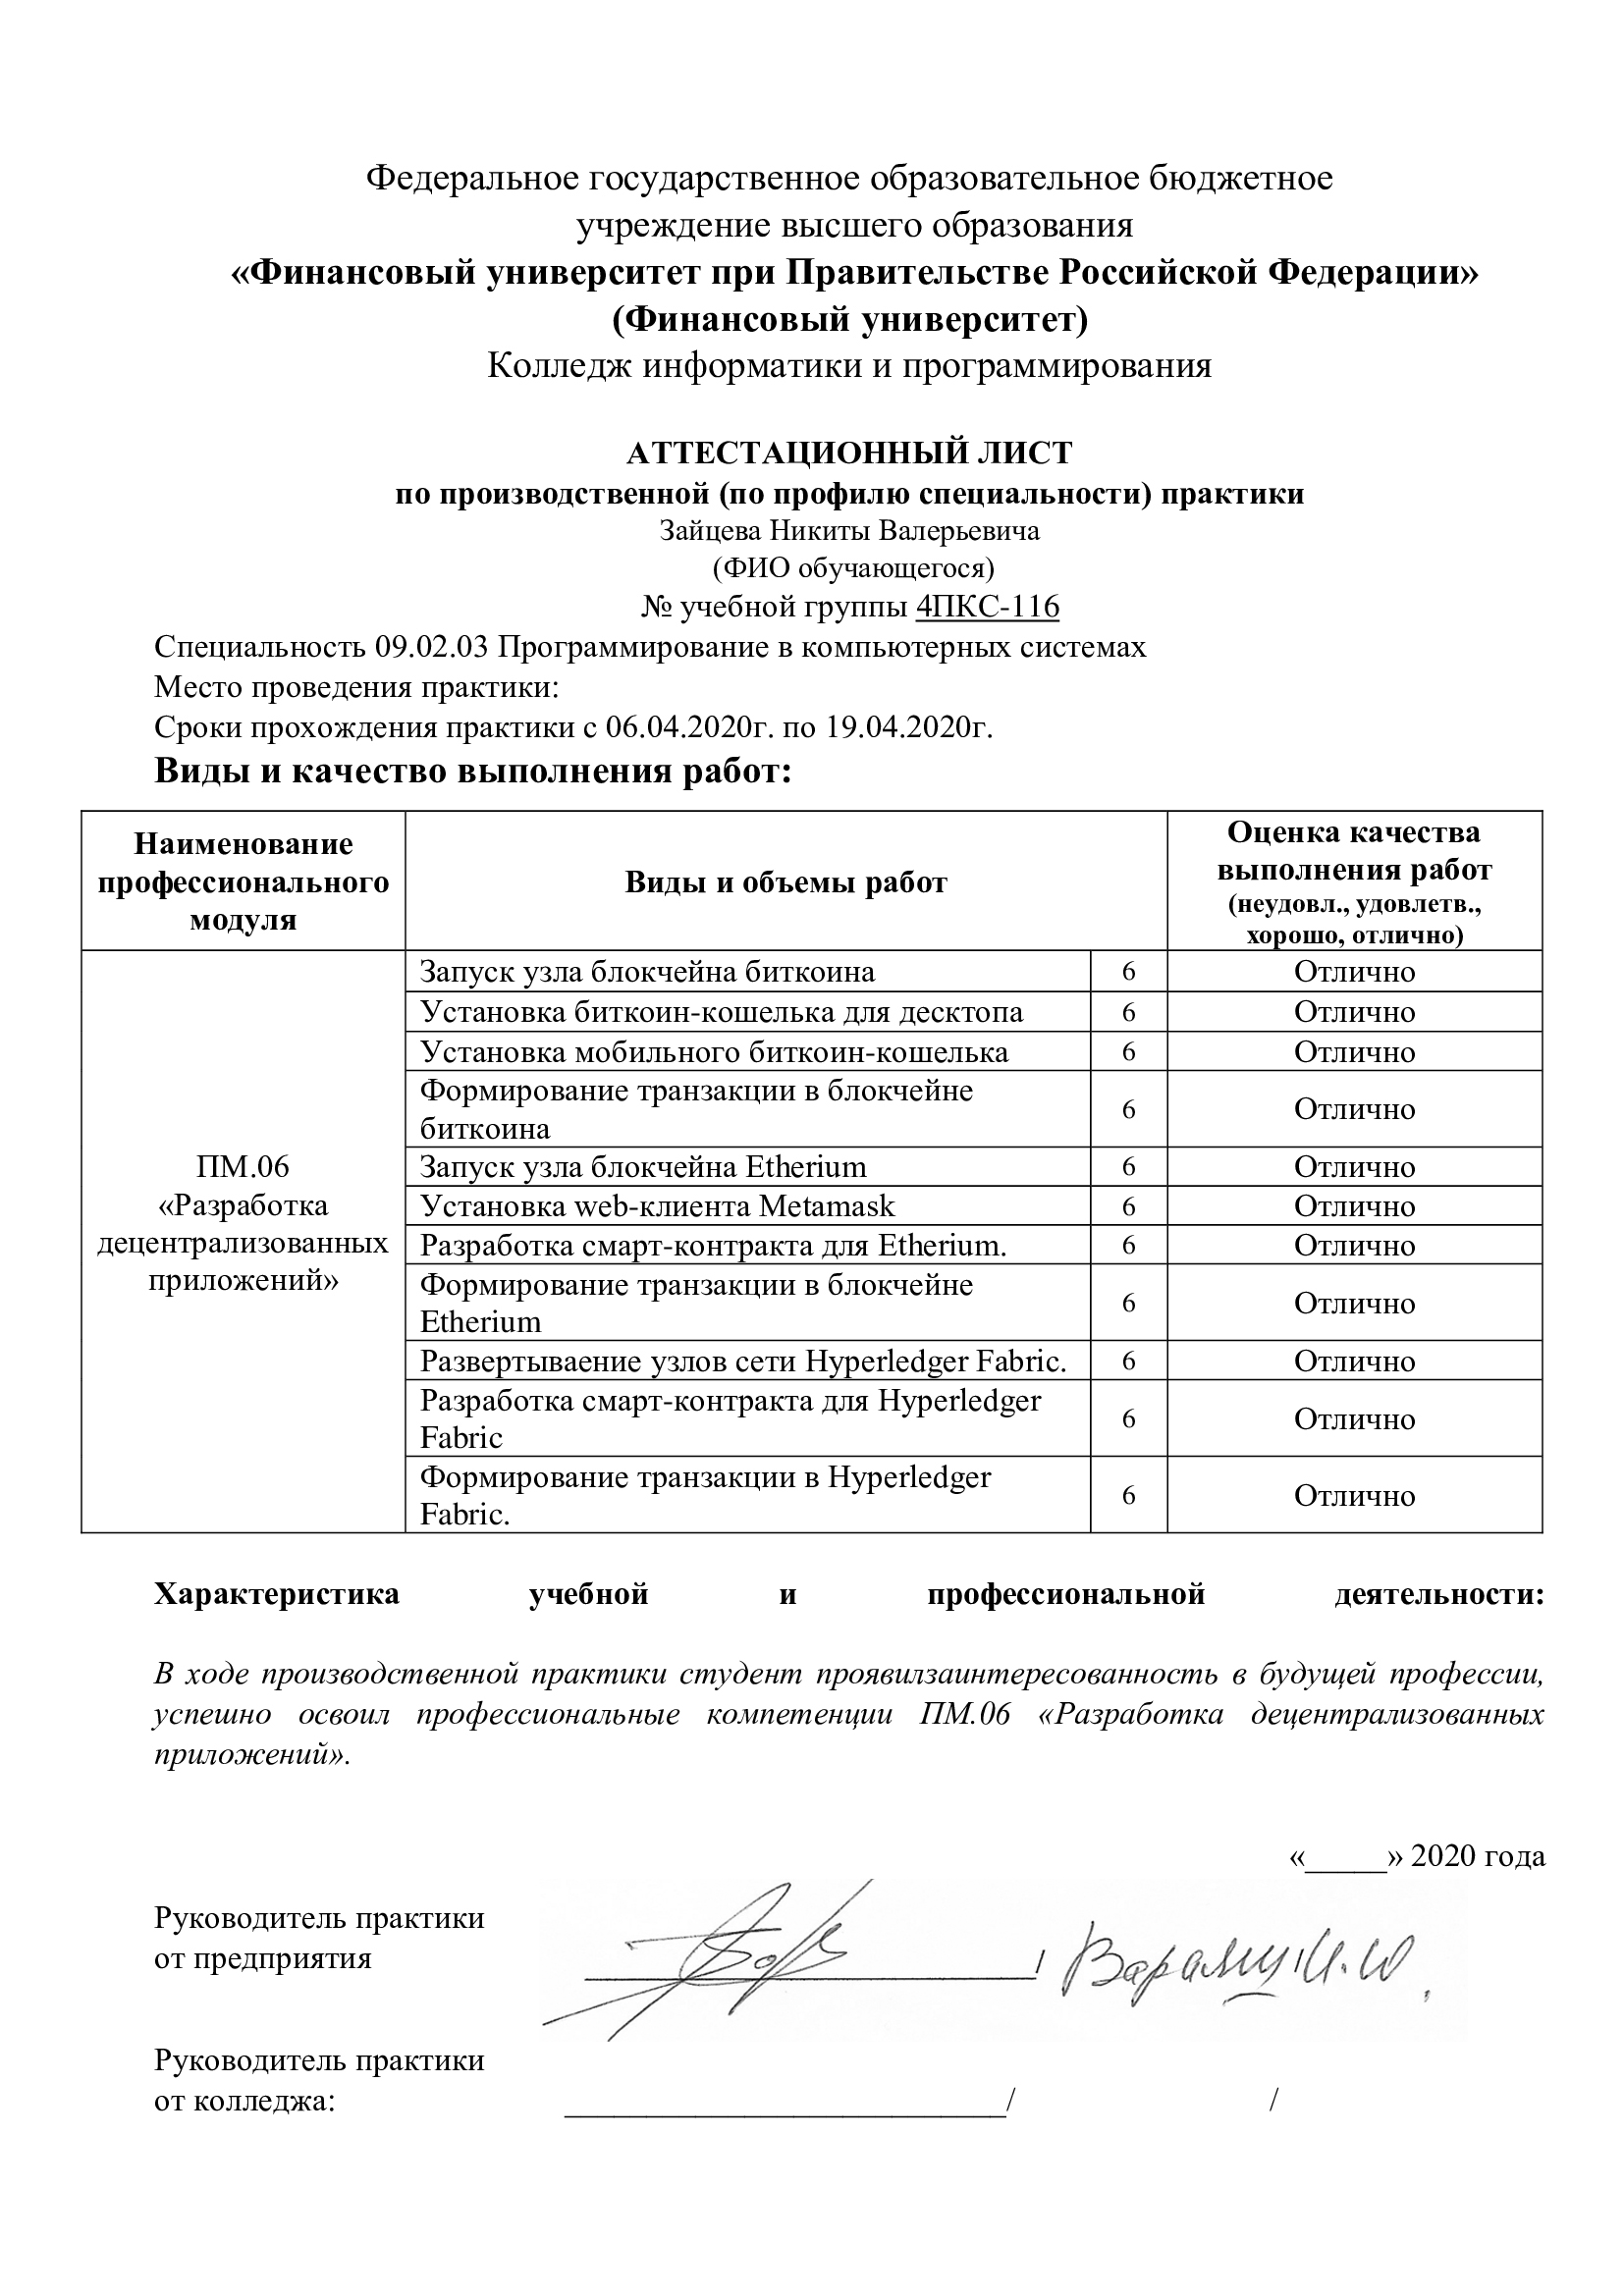 Федеральное государственное образовательное бюджетное
учреждение высшего образования
«Финансовый университет при Правительстве Российской Федерации»
(Финансовый университет)
Колледж информатики и программирования
АТТЕСТАЦИОННЫЙ ЛИСТ
по производственной (по профилю специальности) практики
Зайцева Никиты Валерьевича
(ФИО обучающегося)
№ учебной группы 4ПКС-116
Специальность 09.02.03 Программирование в компьютерных системах
Место проведения практики:
Сроки прохождения практики с 06.04.2020г. по 19.04.2020г.
Виды и качество выполнения работ:
Наименование
профессионального
модуля
Виды и объемы работ
Оценка качества
выполнения работ
(неудовл., удовлетв.,
хорошо, отлично)
ПМ.06
«Разработка
децентрализованных
приложений»
Запуск узла блокчейна биткоина 6 Отлично
Установка биткоин-кошелька для десктопа 6 Отлично
Установка мобильного биткоин-кошелька 6 Отлично
Формирование транзакции в блокчейне
биткоина 6 Отлично
Запуск узла блокчейна Etherium 6 Отлично
Установка web-клиента Metamask 6 Отлично
Разработка смарт-контракта для Etherium. 6 Отлично
Формирование транзакции в блокчейне
Etherium 6 Отлично
Развертываение узлов сети Hyperledger Fabric. 6 Отлично
Разработка смарт-контракта для Hyperledger
Fabric 6 Отлично
Формирование транзакции в Hyperledger
Fabric. 6 Отлично
Характеристика учебной и профессиональной деятельности:
В ходе производственной практики студент проявилзаинтересованность в будущей профессии,
успешно освоил профессиональные компетенции ПМ.06 «Разработка децентрализованных
приложений».
«_____» 2020 года
Руководитель практики
от предприятия
Руководитель практики
от колледжа: ___________________________/ /